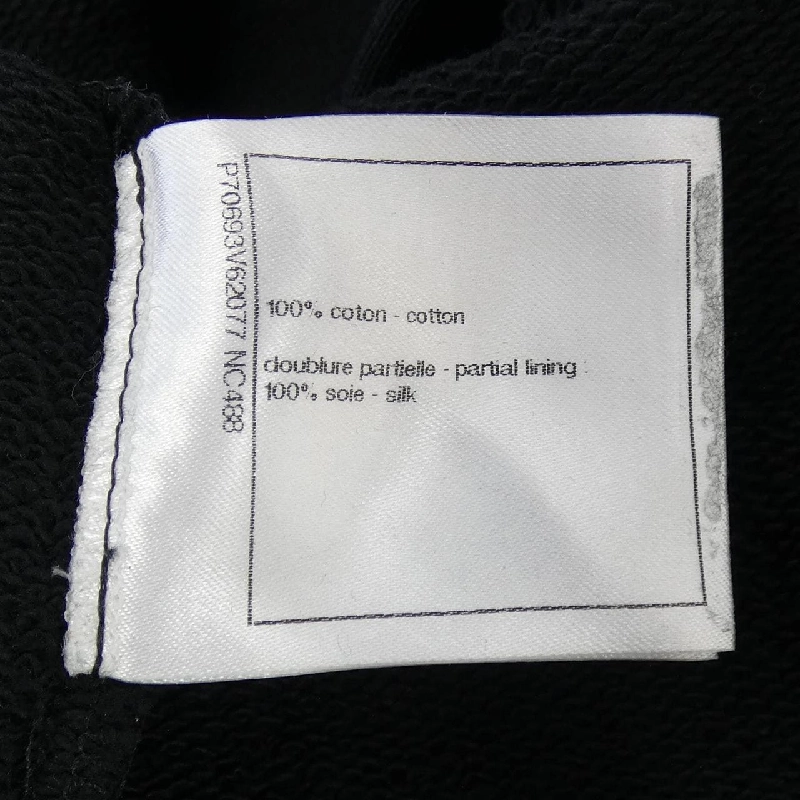 P70693V62077 NC488
100% coton - cotton
doublure partielle - partial lining :
100% soie - silk